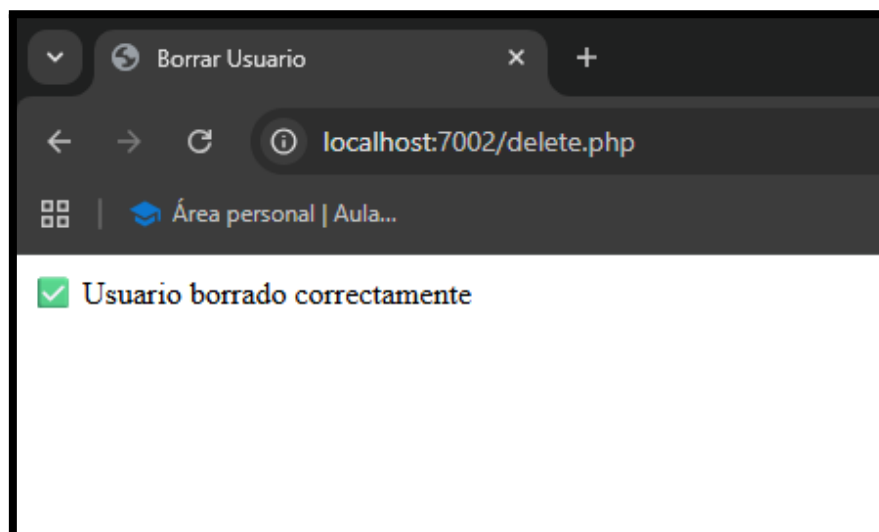 Borrar Usuario
localhost:7002/delete.php
Área personal | Aula...
✅ Usuario borrado correctamente